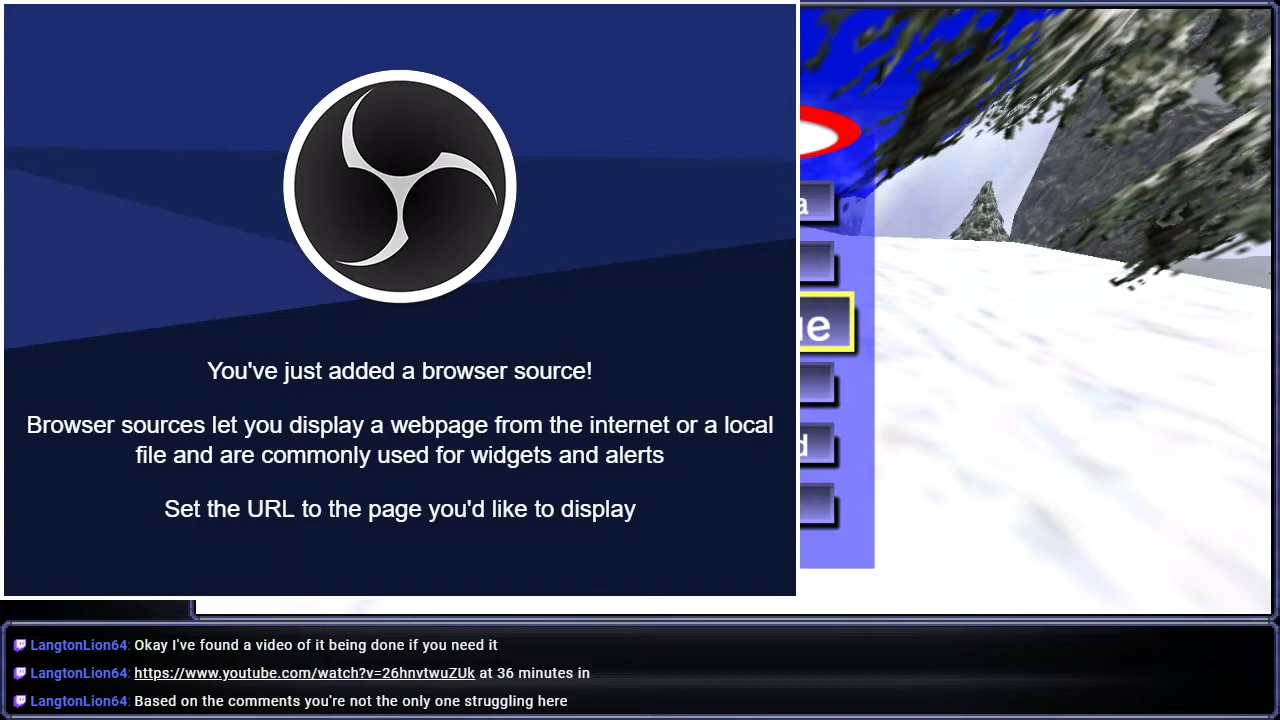 You've just added a browser source!
Browser sources let you display a webpage from the internet or a local
file and are commonly used for widgets and alerts
Set the URL to the page you'd like to display
a
ue
d
LangtonLion64: Okay I've found a video of it being done if you need it
LangtonLion64: https://www.youtube.com/watch?v=26hnvtwuZUk at 36 minutes in
LangtonLion64: Based on the comments you're not the only one struggling here